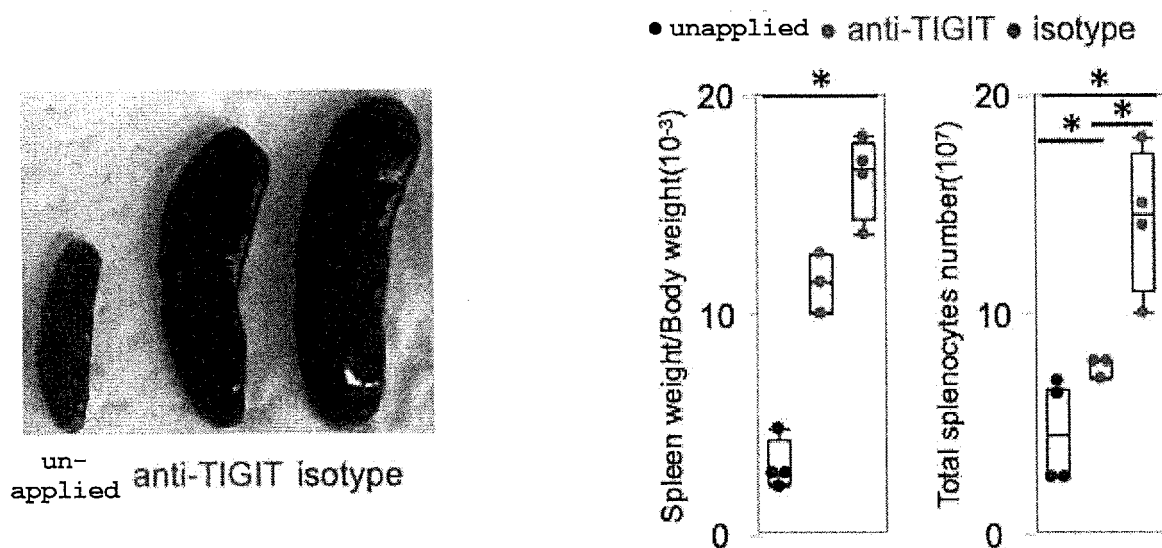 ● unapplied ● anti-TIGIT ● isotype
un-
applied anti-TIGIT isotype
Spleen weight/Body weight(10-3)
20
10
0
*
Total splenocytes number(10⁷)
20
10
0
*
*
*